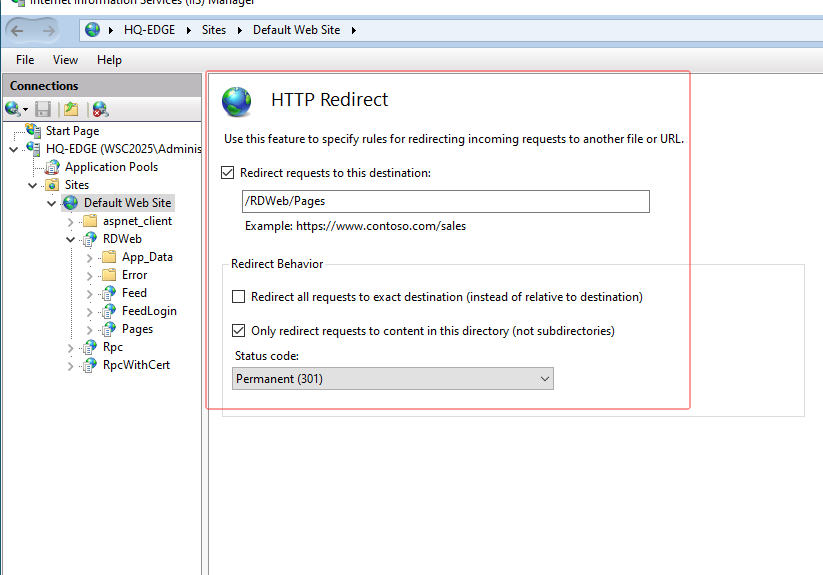 Internet Information Services (IIS) Manager
HQ-EDGE Sites Default Web Site
File View Help
Connections
Start Page
HQ-EDGE (WSC2025\Adminis
Application Pools
Sites
Default Web Site
aspnet_client
RDWeb
App_Data
Error
Feed
FeedLogin
Pages
Rpc
RpcWithCert
HTTP Redirect
Use this feature to specify rules for redirecting incoming requests to another file or URL.
Redirect requests to this destination:
/RDWeb/Pages
Example: https://www.contoso.com/sales
Redirect Behavior
Redirect all requests to exact destination (instead of relative to destination)
Only redirect requests to content in this directory (not subdirectories)
Status code:
Permanent (301)